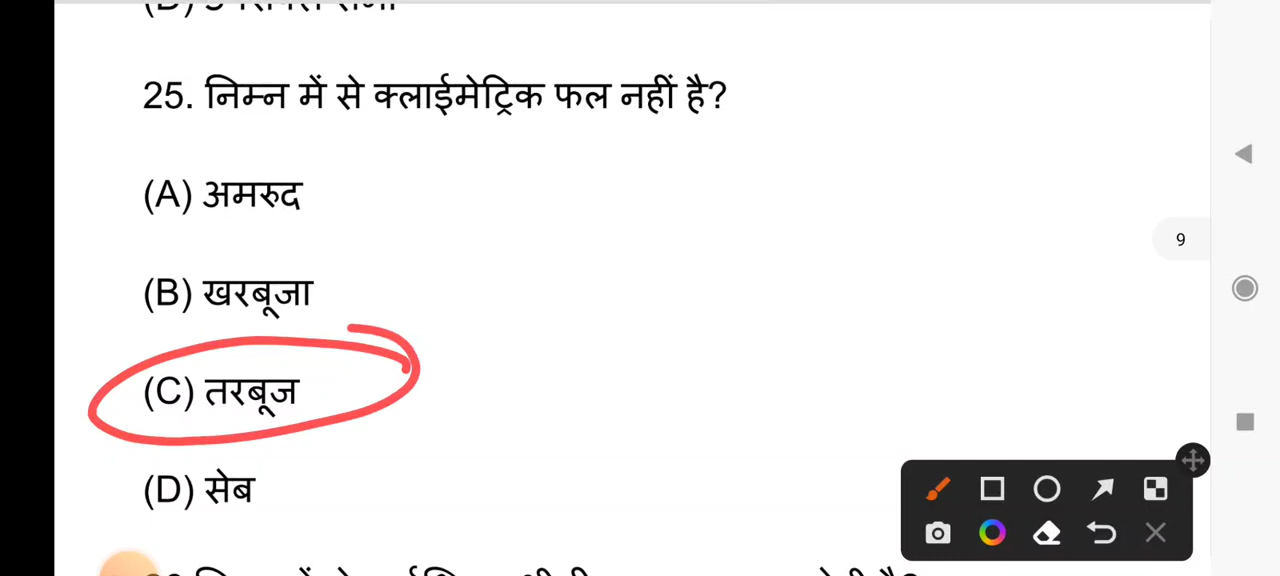 25. निम्न में से क्लाईमेट्रिक फल नहीं है?
(A) अमरुद
9
(B) खरबूजा
(C) तरबूज
(D) सेब